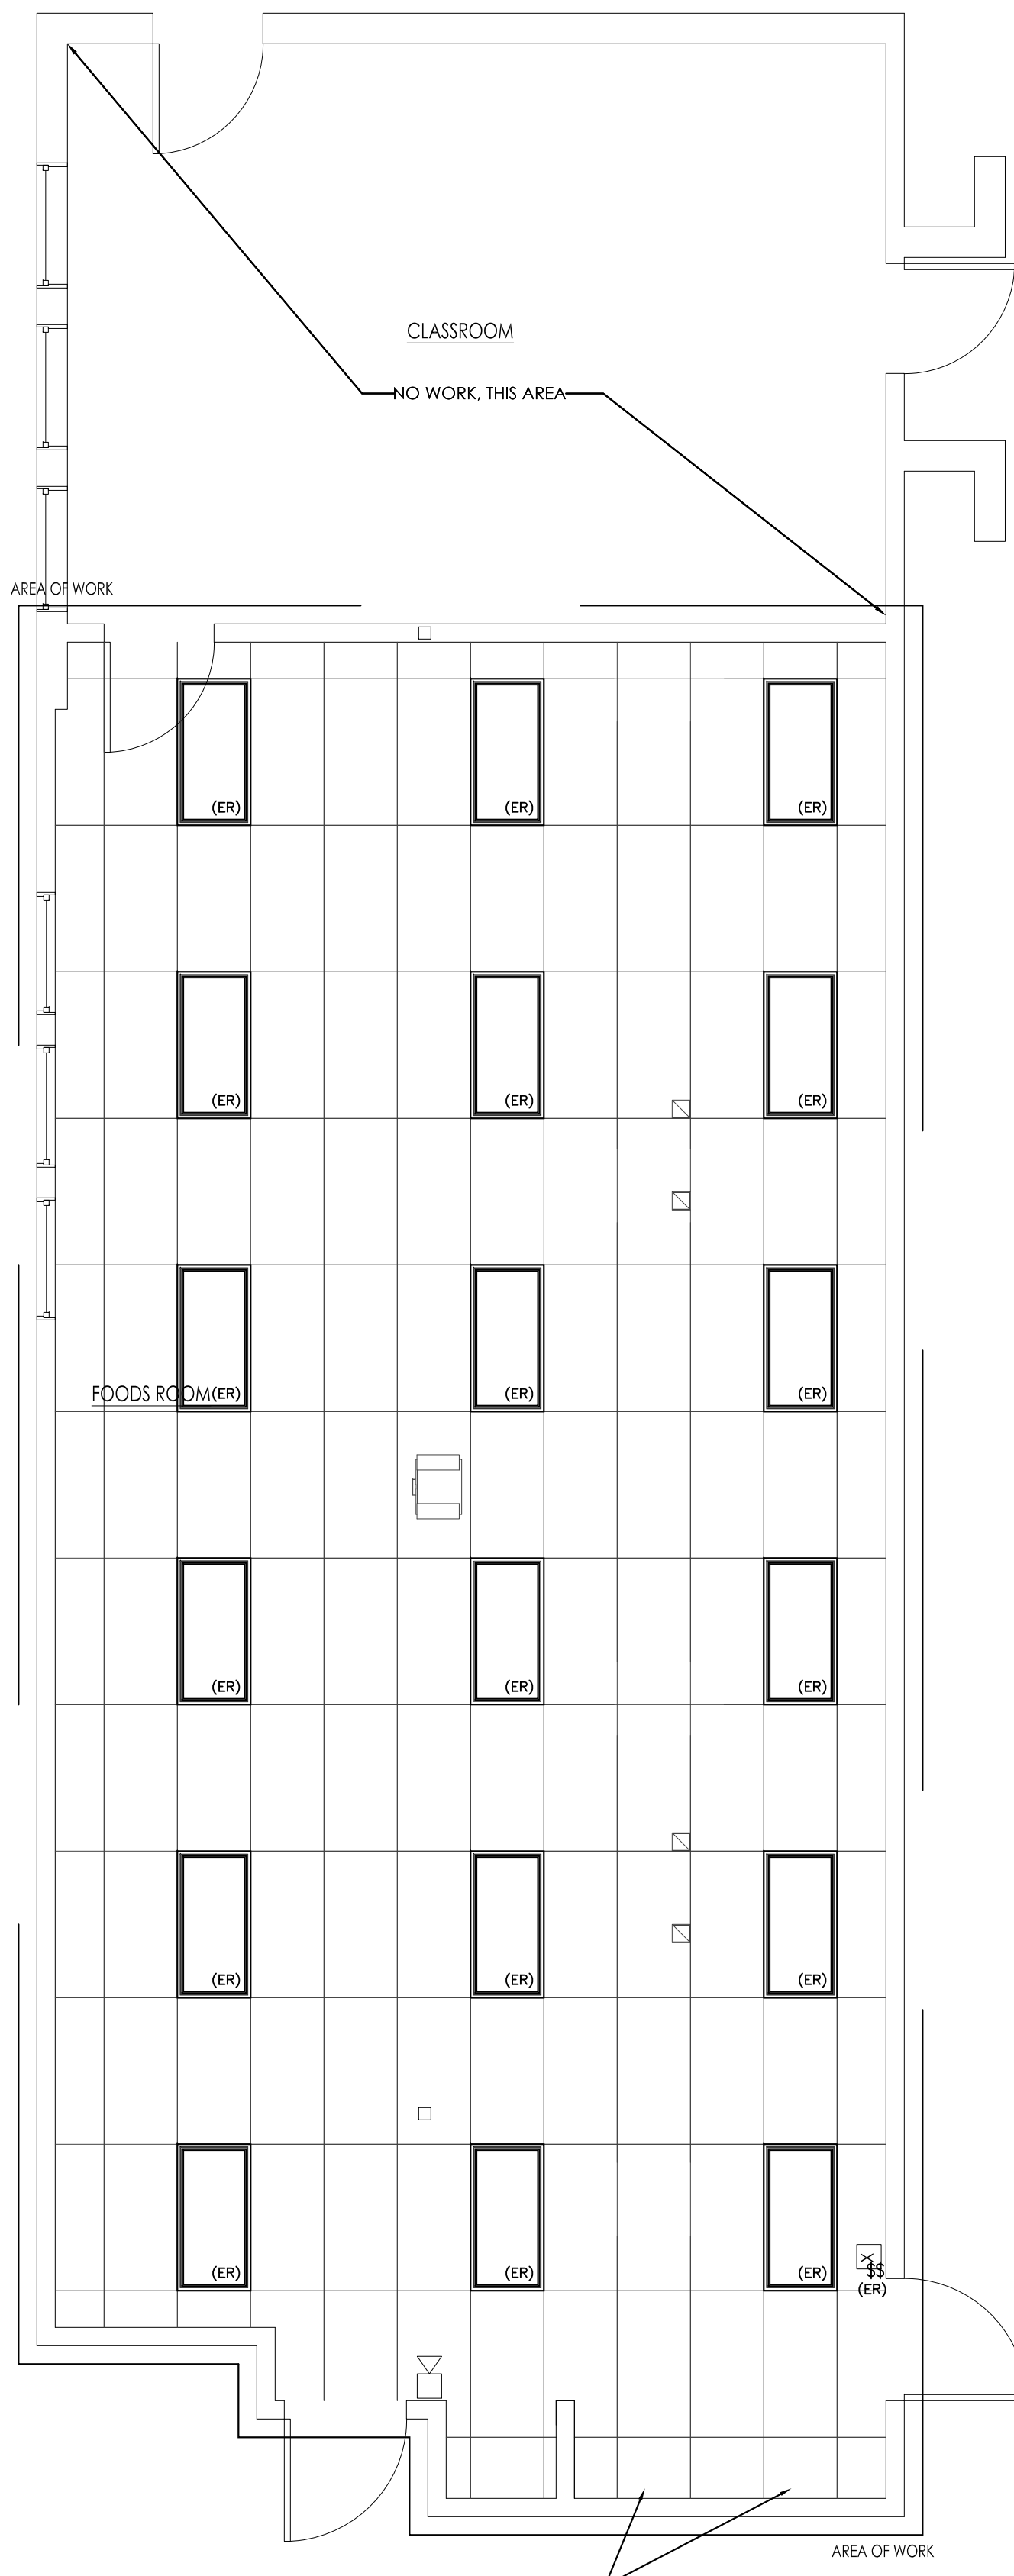 CLASSROOM
NO WORK, THIS AREA
AREA OF WORK
(ER) (ER) (ER)
(ER) (ER) (ER)
FOODS ROOM (ER) (ER) (ER)
(ER) (ER) (ER)
(ER) (ER) (ER)
X
$$
(ER) (ER) (ER)
(ER)
AREA OF WORK